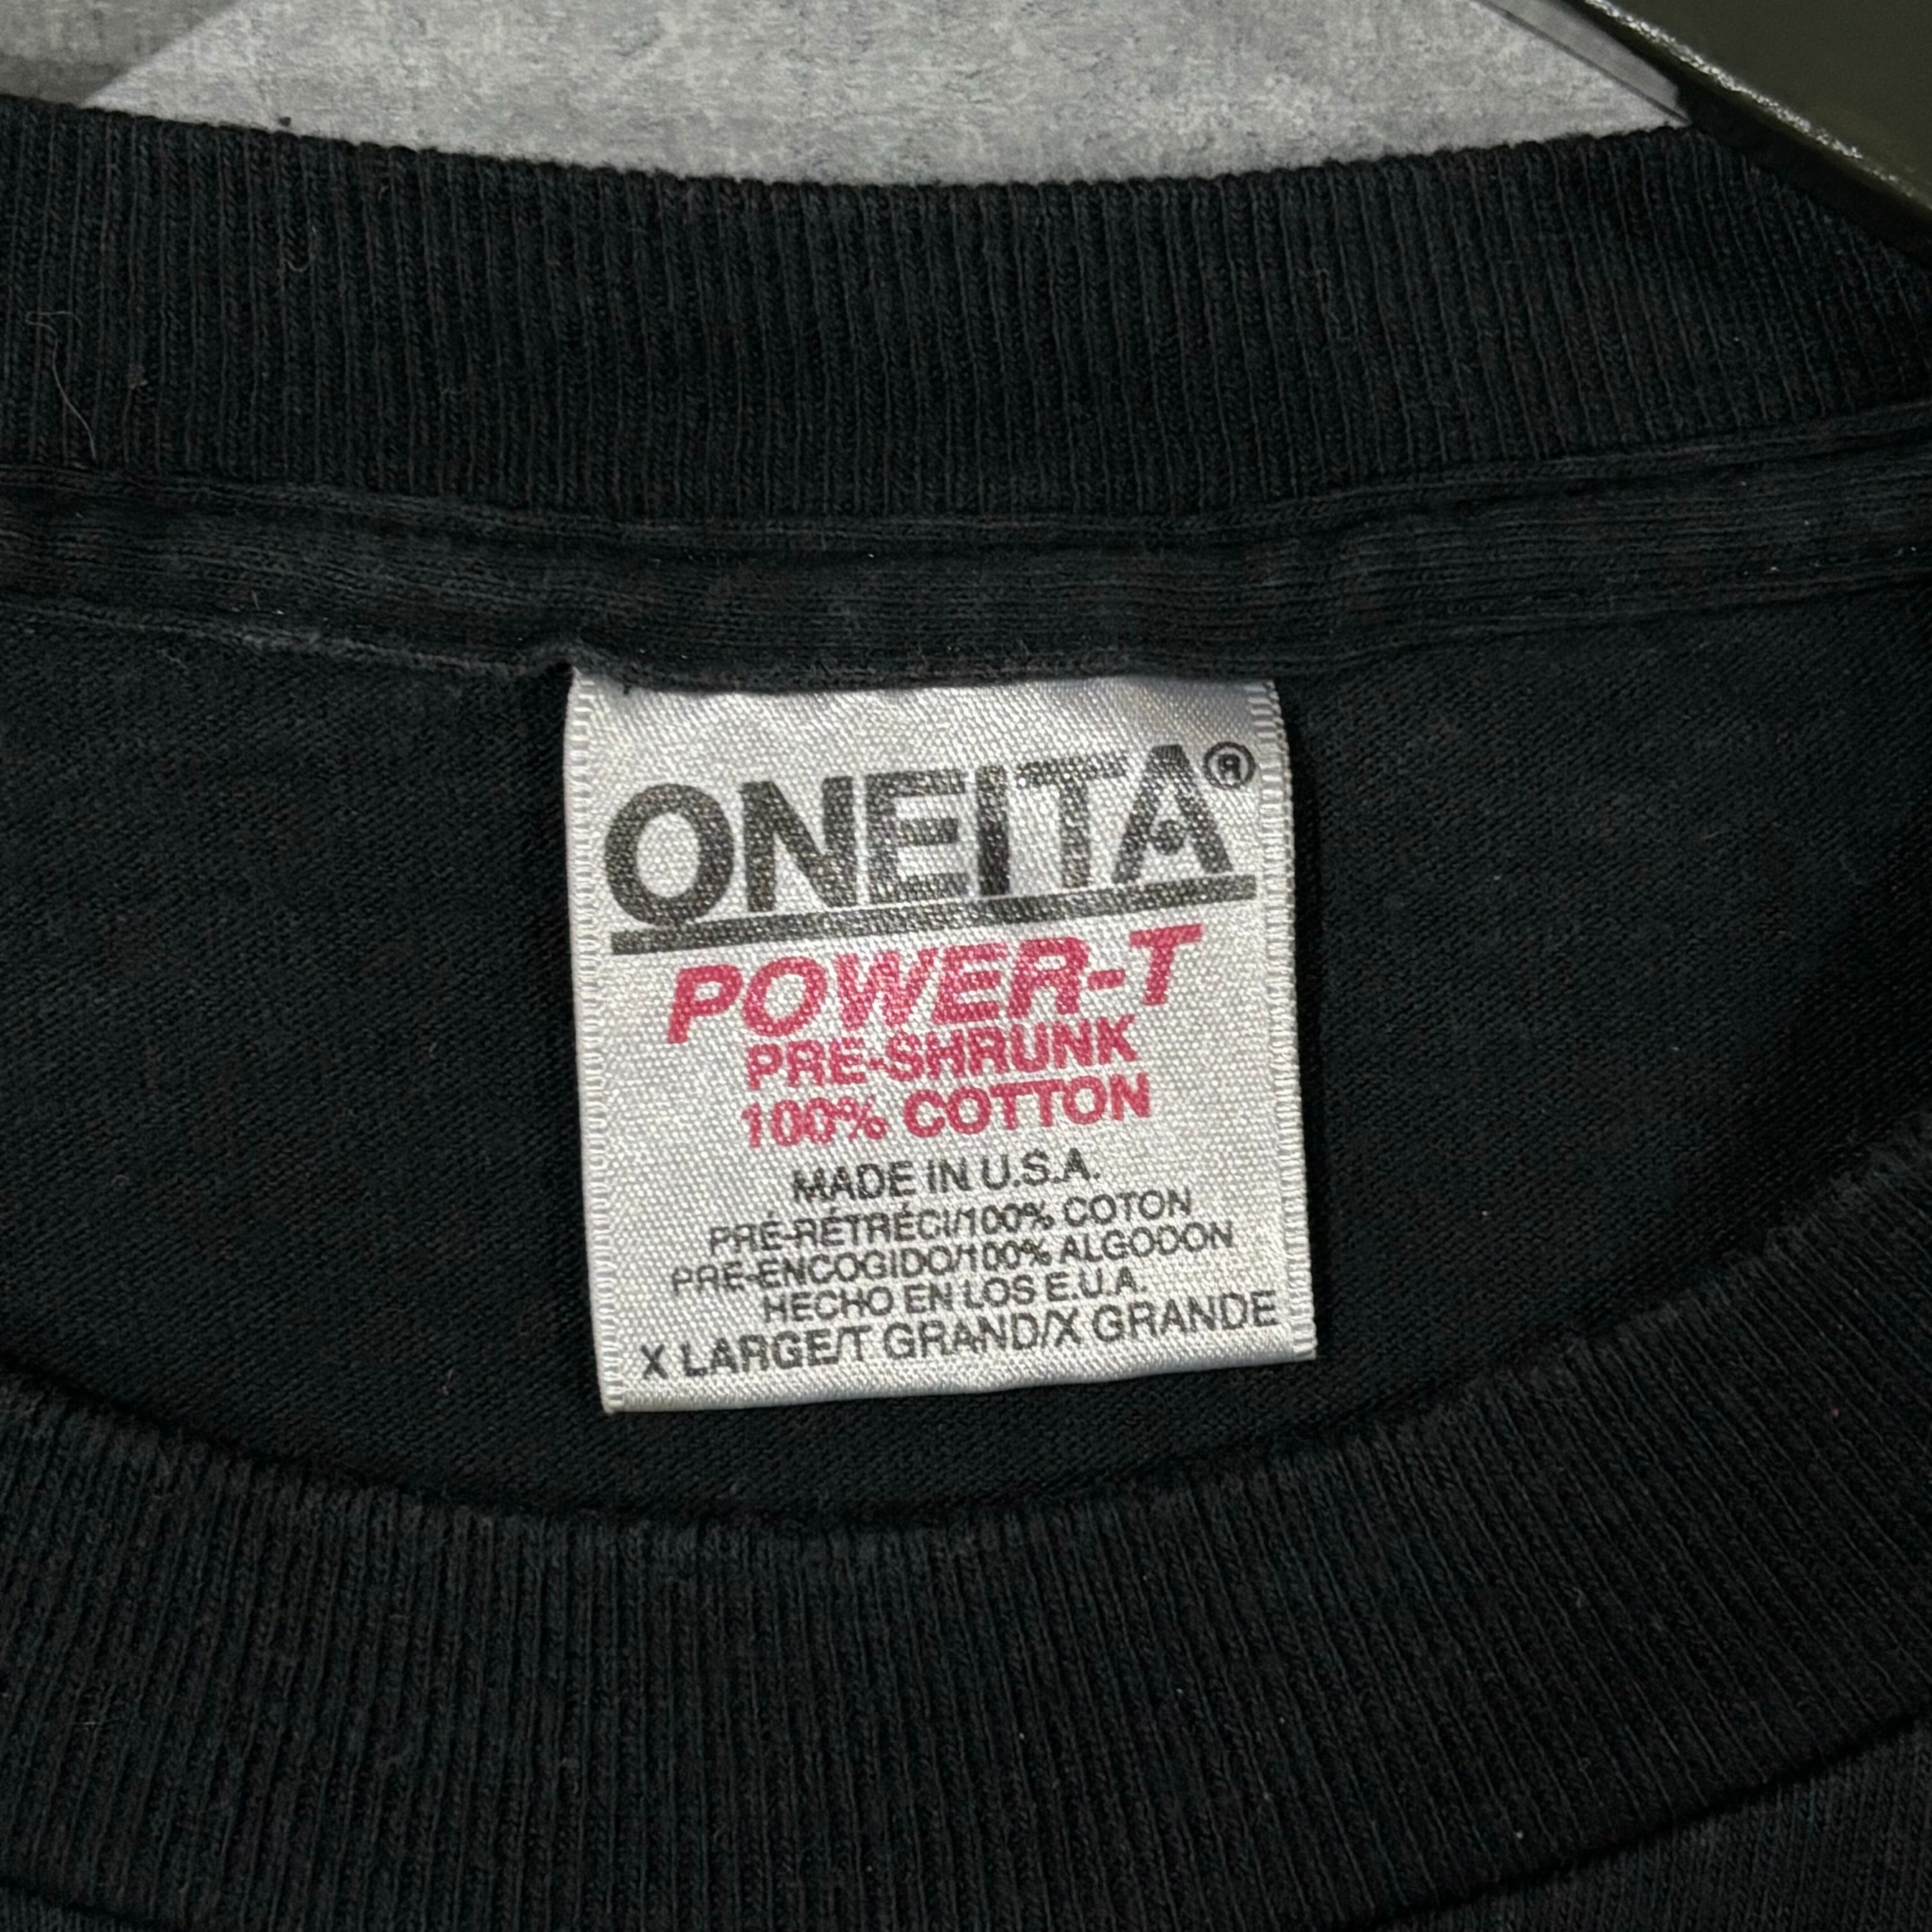 ONEITA®
POWER-T
PRE-SHRUNK
100% COTTON
MADE IN U.S.A.
PRÉ-RÉTRÉCI/100% COTON
PRE-ENCOGIDO/100% ALGODON
HECHO EN LOS E.U.A.
X LARGE/T GRAND/X GRANDE